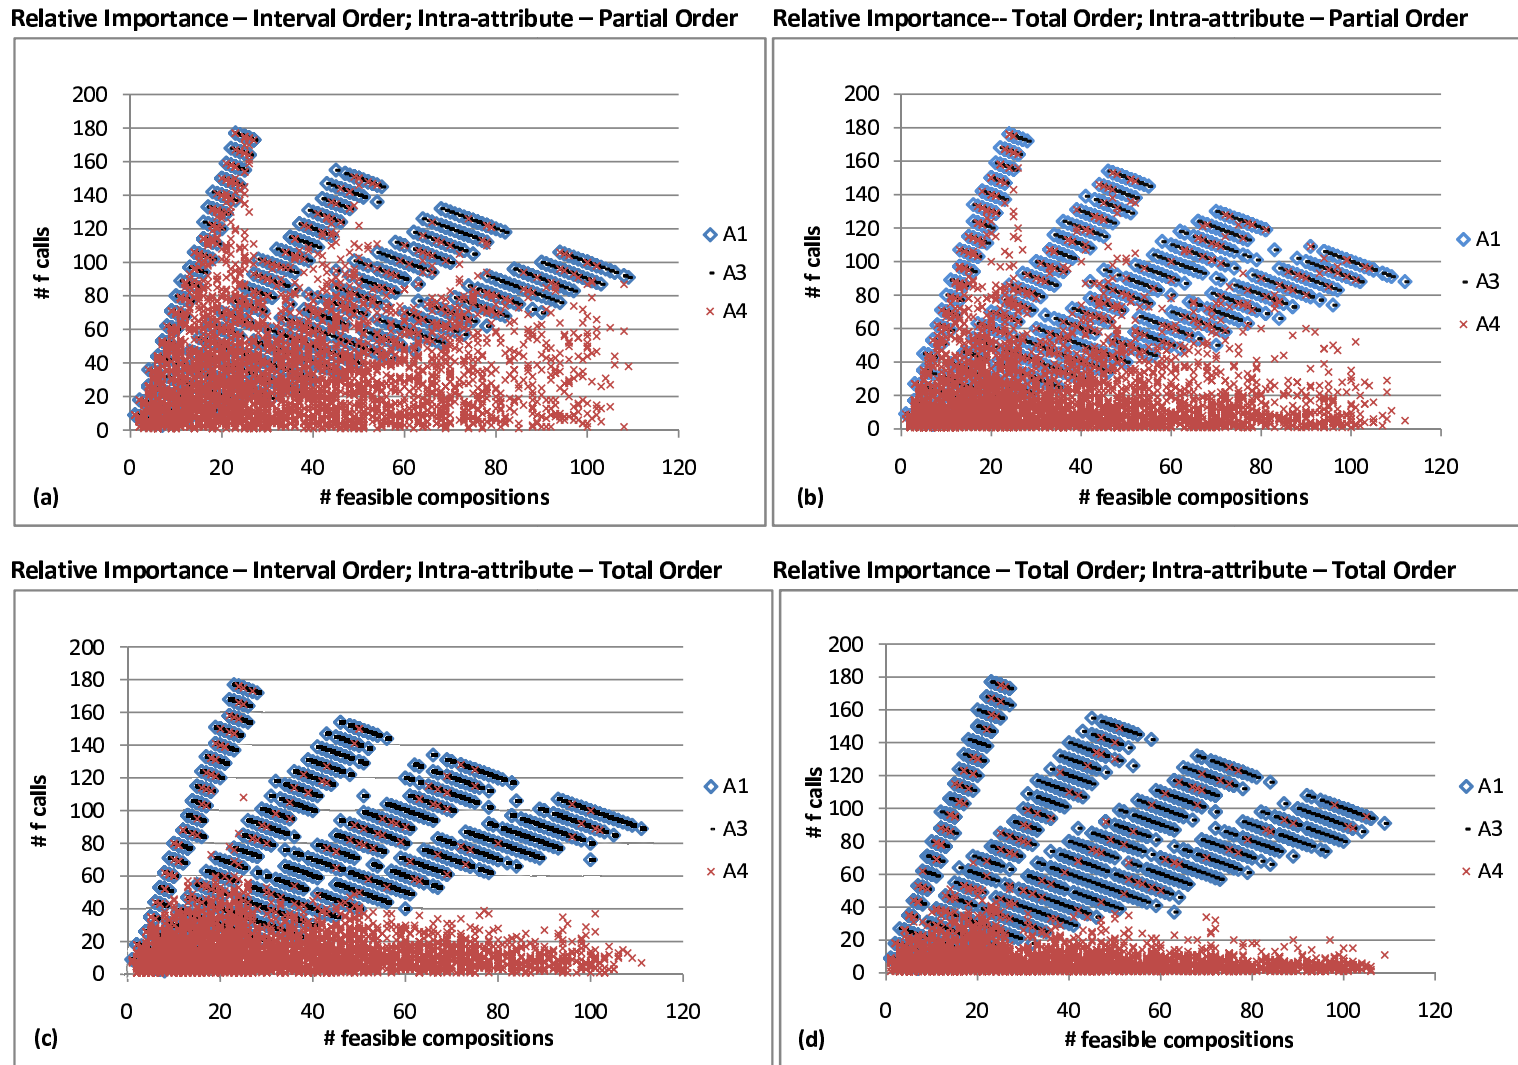 Relative Importance – Interval Order; Intra-attribute – Partial Order
200
180
160
140
120
100
80
60
40
20
0
# f calls
0 20 40 60 80 100 120
# feasible compositions
(a)
A1
A3
A4
Relative Importance-- Total Order; Intra-attribute – Partial Order
200
180
160
140
120
100
80
60
40
20
0
# f calls
0 20 40 60 80 100 120
# feasible compositions
(b)
A1
A3
A4
Relative Importance – Interval Order; Intra-attribute – Total Order
200
180
160
140
120
100
80
60
40
20
0
# f calls
0 20 40 60 80 100 120
# feasible compositions
(c)
A1
A3
A4
Relative Importance – Total Order; Intra-attribute – Total Order
200
180
160
140
120
100
80
60
40
20
0
# f calls
0 20 40 60 80 100 120
# feasible compositions
(d)
A1
A3
A4